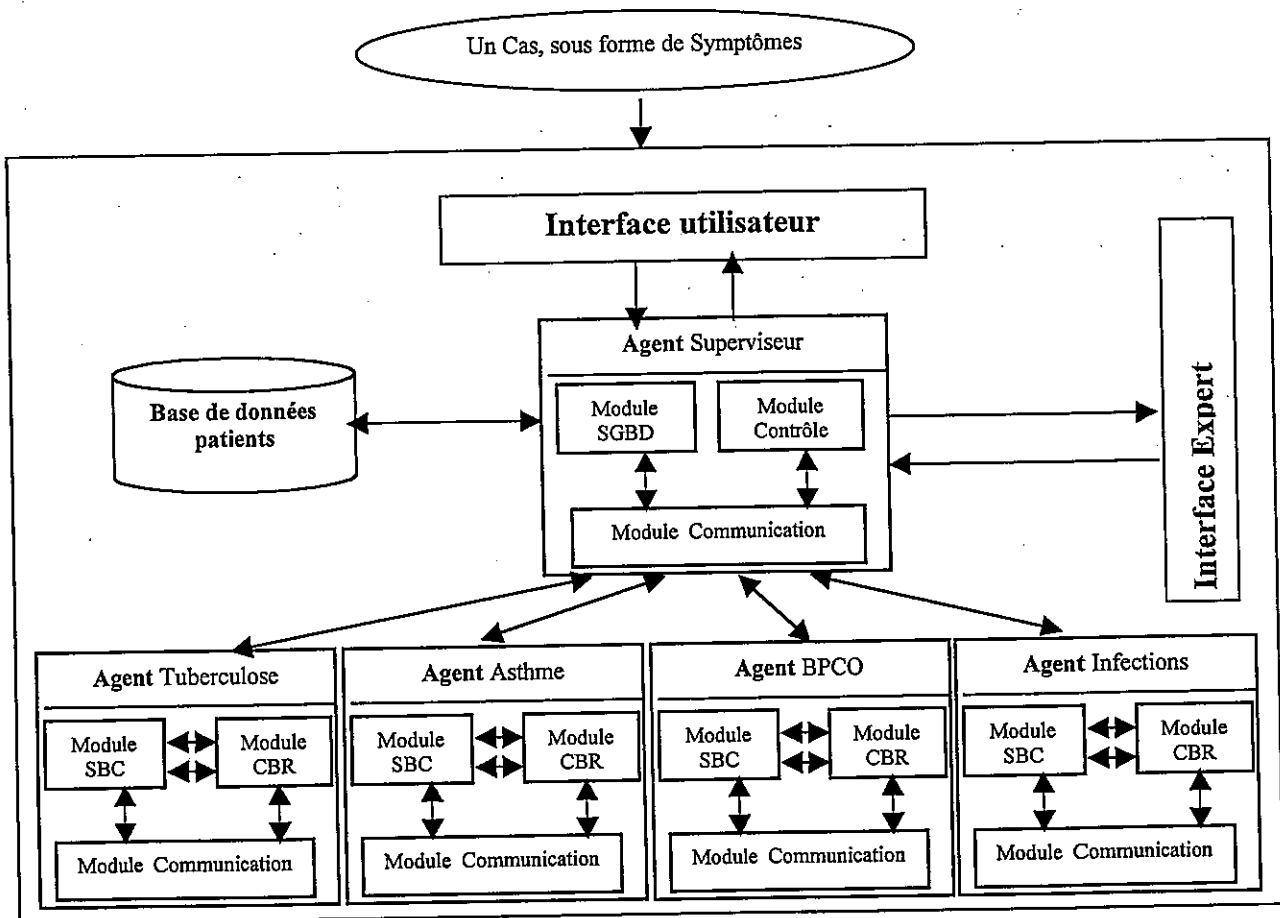 Un Cas, sous forme de Symptômes
Interface utilisateur
Agent Superviseur
Base de données
patients
Module
SGBD
Module
Contrôle
Module Communication
Interface Expert
Agent Tuberculose
Module
SBC
Module
CBR
Module Communication
Agent Asthme
Module
SBC
Module
CBR
Module Communication
Agent BPCO
Module
SBC
Module
CBR
Module Communication
Agent Infections
Module
SBC
Module
CBR
Module Communication